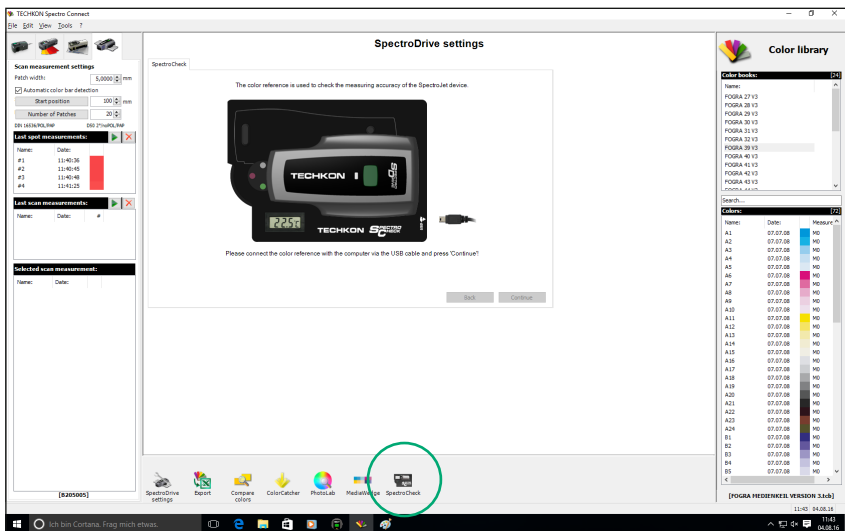 TECHKON Spectro Connect
File Edit View Tools ?
Scan measurement settings
Patch width: 5,0000 mm
Automatic color bar detection
Start position 100 mm
Number of Patches 20
DIN 16536/POL/PAP D50 2°/noPOL/PAP
Last spot measurements:
Name: Date:
#1 11:40:36
#2 11:40:45
#3 11:40:48
#4 11:41:25
Last scan measurements:
Name: Date: #
Selected scan measurement:
Name: Date:
[B205005]
SpectroDrive settings
SpectroCheck
The color reference is used to check the measuring accuracy of the SpectroJet device.
TECHKON
22.5
TECHKON SPECTRO CHECK
Please connect the color reference with the computer via the USB cable and press 'Continue'!
Back Continue
SpectroDrive settings
Export
Compare colors
ColorCatcher
PhotoLab
MediaWedge
SpectroCheck
Color library
Color books: [24]
Name:
FOGRA 27 V3
FOGRA 28 V3
FOGRA 29 V3
FOGRA 30 V3
FOGRA 31 V3
FOGRA 32 V3
FOGRA 39 V3
FOGRA 40 V3
FOGRA 41 V3
FOGRA 42 V3
FOGRA 43 V3
Search...
Colors: [72]
Name: Date: Measure
A1 07.07.08 M0
A2 07.07.08 M0
A3 07.07.08 M0
A4 07.07.08 M0
A5 07.07.08 M0
A6 07.07.08 M0
A7 07.07.08 M0
A8 07.07.08 M0
A9 07.07.08 M0
A10 07.07.08 M0
A11 07.07.08 M0
A12 07.07.08 M0
A13 07.07.08 M0
A14 07.07.08 M0
A15 07.07.08 M0
A16 07.07.08 M0
A17 07.07.08 M0
A18 07.07.08 M0
A19 07.07.08 M0
A20 07.07.08 M0
A21 07.07.08 M0
A22 07.07.08 M0
A23 07.07.08 M0
A24 07.07.08 M0
B1 07.07.08 M0
B2 07.07.08 M0
B3 07.07.08 M0
B4 07.07.08 M0
B5 07.07.08 M0
[FOGRA MEDIENKEIL VERSION 3.tcb]
11:43 04.08.16
Ich bin Cortana. Frag mich etwas.
11:43
04.08.16